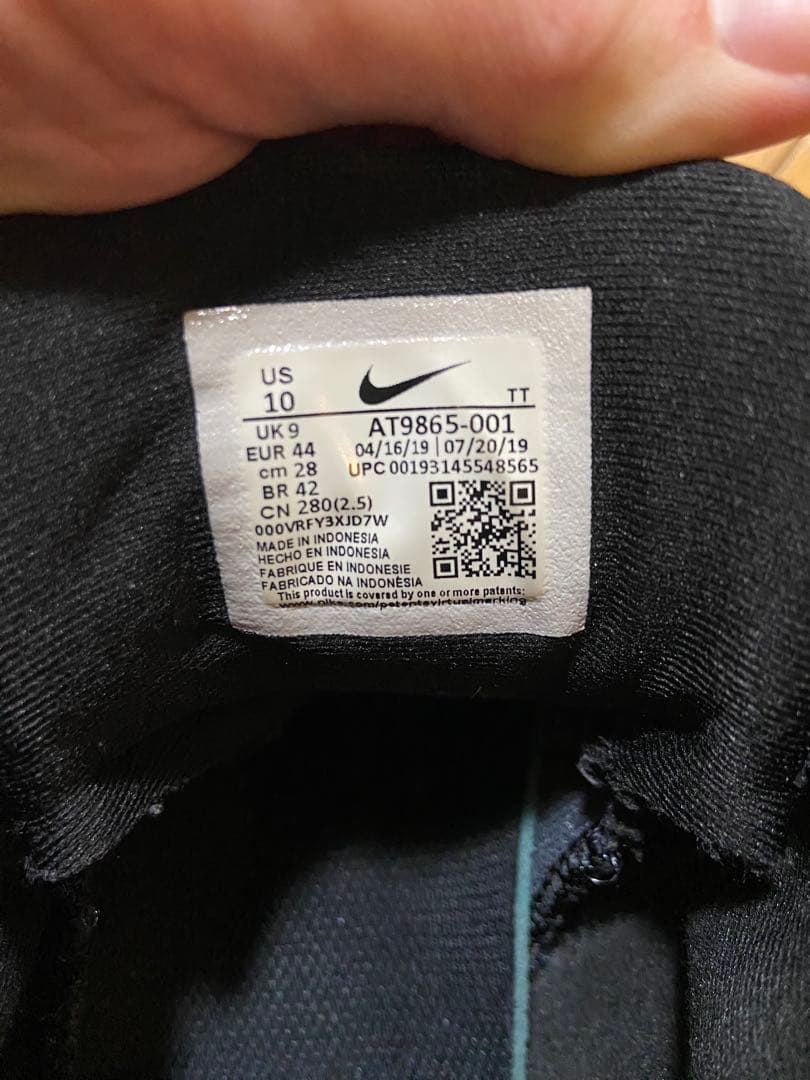 US
10
TT
UK 9
AT9865-001
EUR 44
04/16/19 | 07/20/19
cm 28
UPC 00193145548565
BR 42
CN 280(2.5)
000VRFY3XJD7W
MADE IN INDONESIA
HECHO EN INDONESIA
FABRIQUE EN INDONESIE
FABRICADO NA INDONÉSIA
This product is covered by one or more patents: